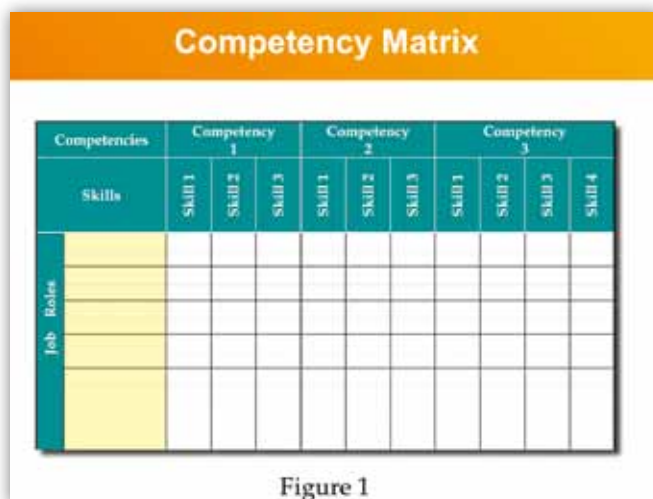 Competency Matrix
Competencies
Competency
1
Competency
2
Competency
3
Skills
Skill 1
Skill 2
Skill 3
Skill 1
Skill 2
Skill 3
Skill 1
Skill 2
Skill 3
Skill 4
Job Roles
Figure 1